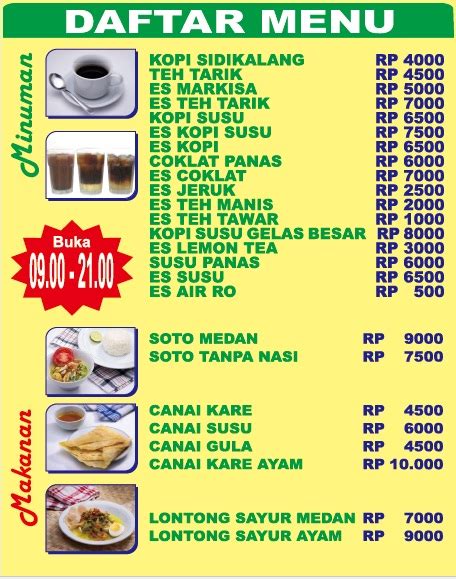 DAFTAR MENU
Minuman
KOPI SIDIKALANG RP 4000
TEH TARIK RP 4500
ES MARKISA RP 5000
ES TEH TARIK RP 7000
KOPI SUSU RP 6500
ES KOPI SUSU RP 7500
ES KOPI RP 6500
COKLAT PANAS RP 6000
ES COKLAT RP 7000
ES JERUK RP 2500
ES TEH MANIS RP 2000
ES TEH TAWAR RP 1000
KOPI SUSU GELAS BESAR RP 8000
ES LEMON TEA RP 3000
SUSU PANAS RP 6000
ES SUSU RP 6500
ES AIR RO RP 500
Buka
09.00 - 21.00
Makanan
SOTO MEDAN RP 9000
SOTO TANPA NASI RP 7500
CANAI KARE RP 4500
CANAI SUSU RP 6000
CANAI GULA RP 4500
CANAI KARE AYAM RP 10.000
LONTONG SAYUR MEDAN RP 7000
LONTONG SAYUR AYAM RP 9000